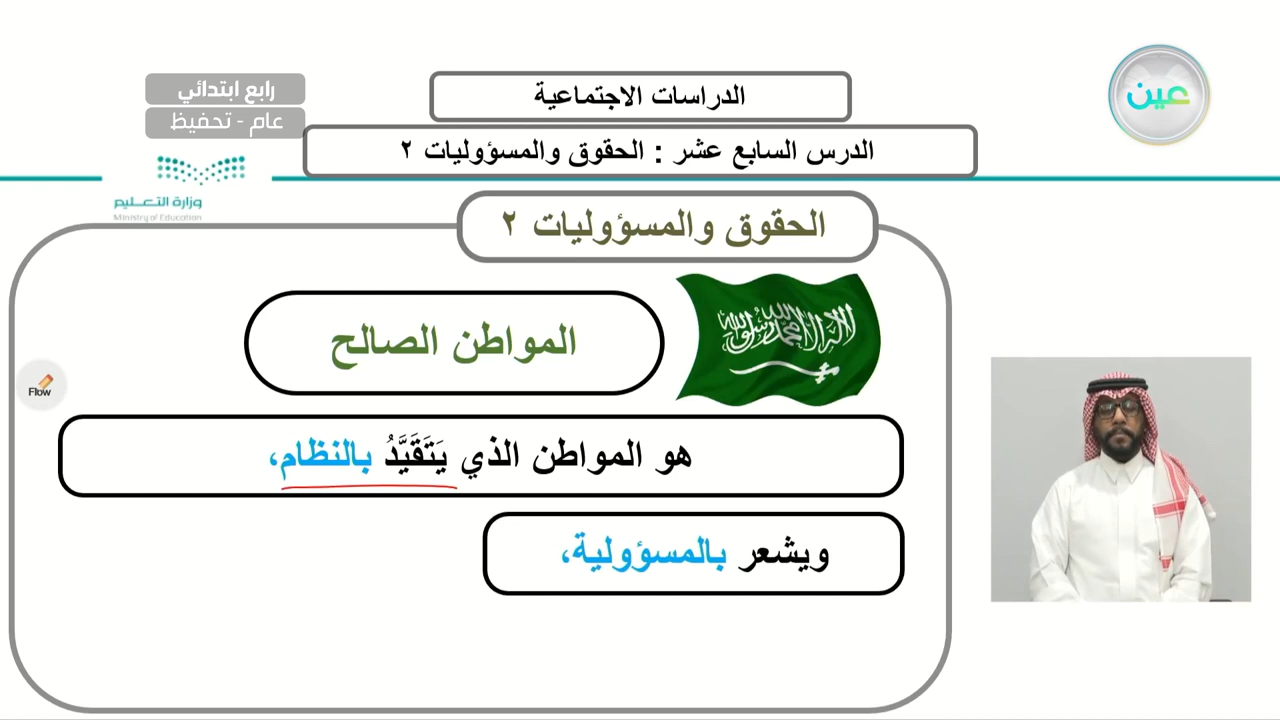 رابع ابتدائي
عام - تحفيظ
وزارة التعليم
Ministry of Education
الدراسات الاجتماعية
الدرس السابع عشر : الحقوق والمسؤوليات ٢
عين
الحقوق والمسؤوليات ٢
لا إله إلا الله محمد رسول الله
المواطن الصالح
هو المواطن الذي يَتَقَيَّدُ بالنظام،
ويشعر بالمسؤولية،
Flow